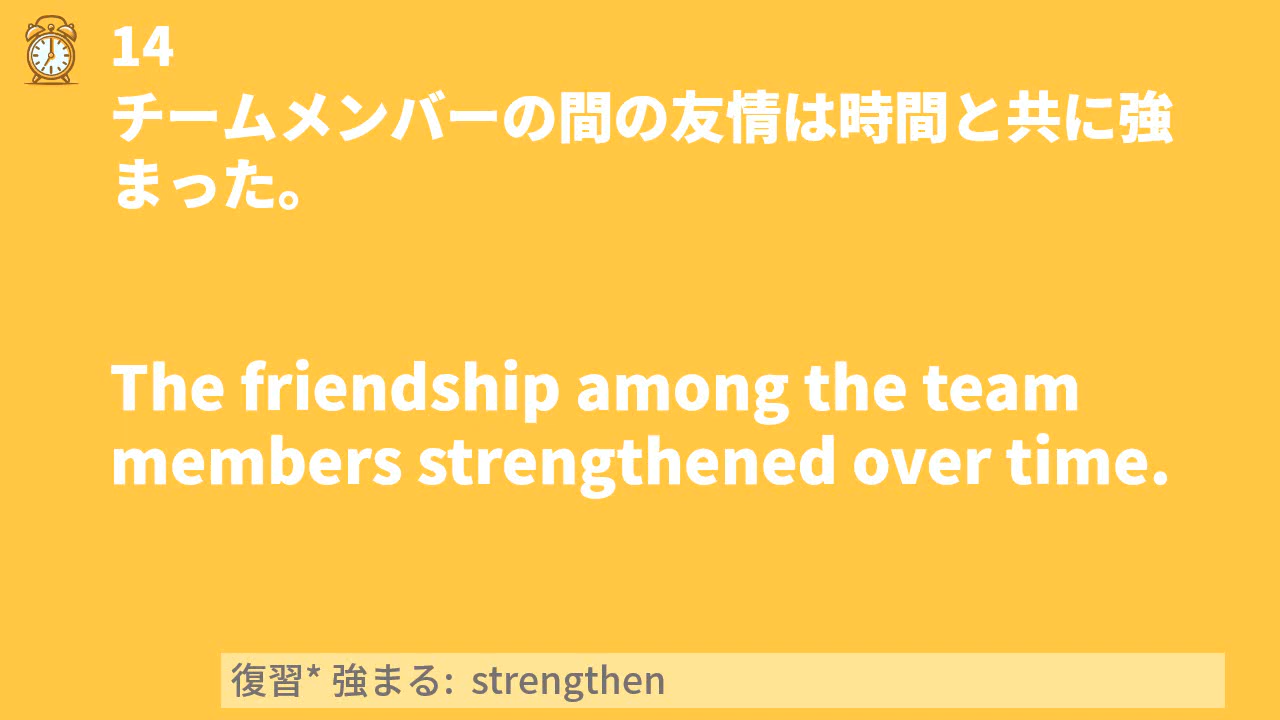 14
チームメンバーの間の友情は時間と共に強
まった。
The friendship among the team
members strengthened over time.
復習* 強まる: strengthen